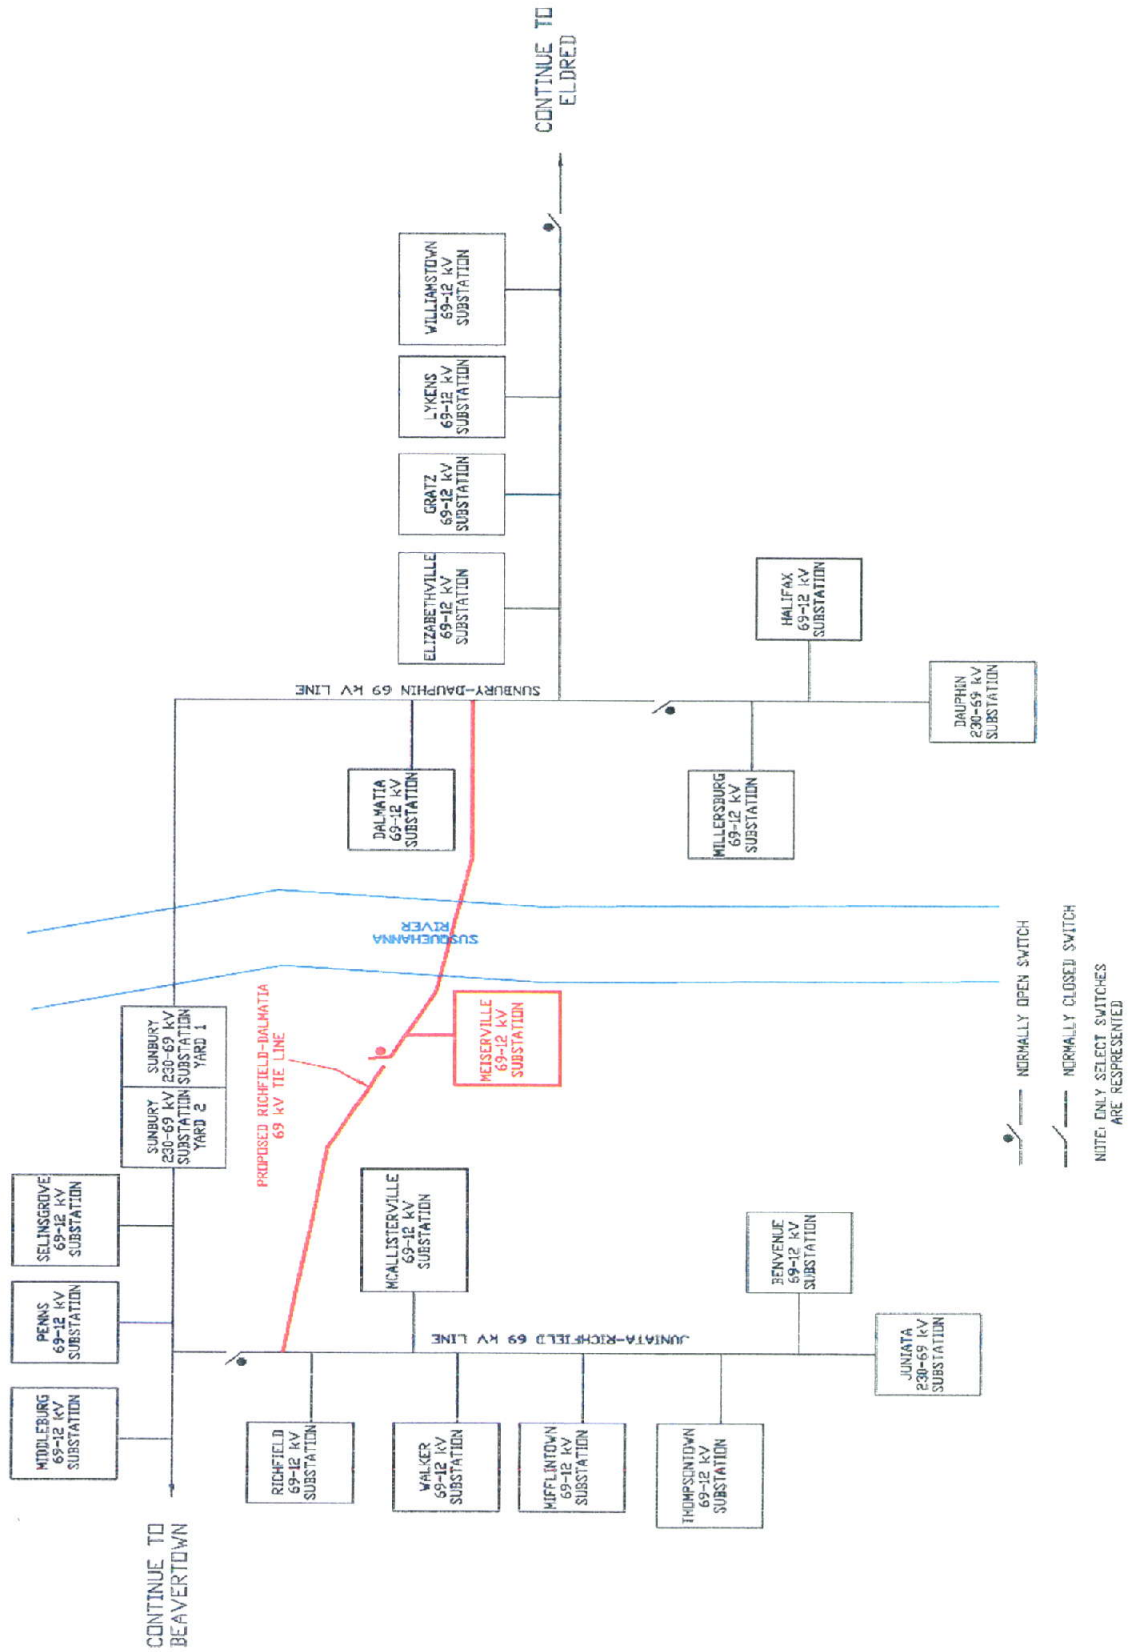 CONTINUE TO
BEAVERTOWN
MIDDLEBURG
69-12 kV
SUBSTATION
PENNS
69-12 kV
SUBSTATION
SELINSGROVE
69-12 kV
SUBSTATION
SUNBURY
230-69 kV
SUBSTATION
YARD 2
SUNBURY
230-69 kV
SUBSTATION
YARD 1
RICHFIELD
69-12 kV
SUBSTATION
WALKER
69-12 kV
SUBSTATION
MIFFLINTOWN
69-12 kV
SUBSTATION
THOMPSONTOWN
69-12 kV
SUBSTATION
JUNIATA-RICHFIELD 69 kV LINE
MCALLISTERVILLE
69-12 kV
SUBSTATION
BENVENUE
69-12 kV
SUBSTATION
JUNIATA
230-69 kV
SUBSTATION
PROPOSED RICHFIELD-DALMATIA
69 kV TIE LINE
MEISERVILLE
69-12 kV
SUBSTATION
SUSQUEHANNA
RIVER
DALMATIA
69-12 kV
SUBSTATION
SUNBURY-DAUPHIN 69 kV LINE
MILLERSBURG
69-12 kV
SUBSTATION
HALIFAX
69-12 kV
SUBSTATION
DAUPHIN
230-69 kV
SUBSTATION
ELIZABETHVILLE
69-12 kV
SUBSTATION
GRATZ
69-12 kV
SUBSTATION
LYKENS
69-12 kV
SUBSTATION
WILLIAMSTOWN
69-12 kV
SUBSTATION
CONTINUE TO
ELDRED
NORMALLY OPEN SWITCH
NORMALLY CLOSED SWITCH
NOTE: ONLY SELECT SWITCHES
ARE RESPRESENTED